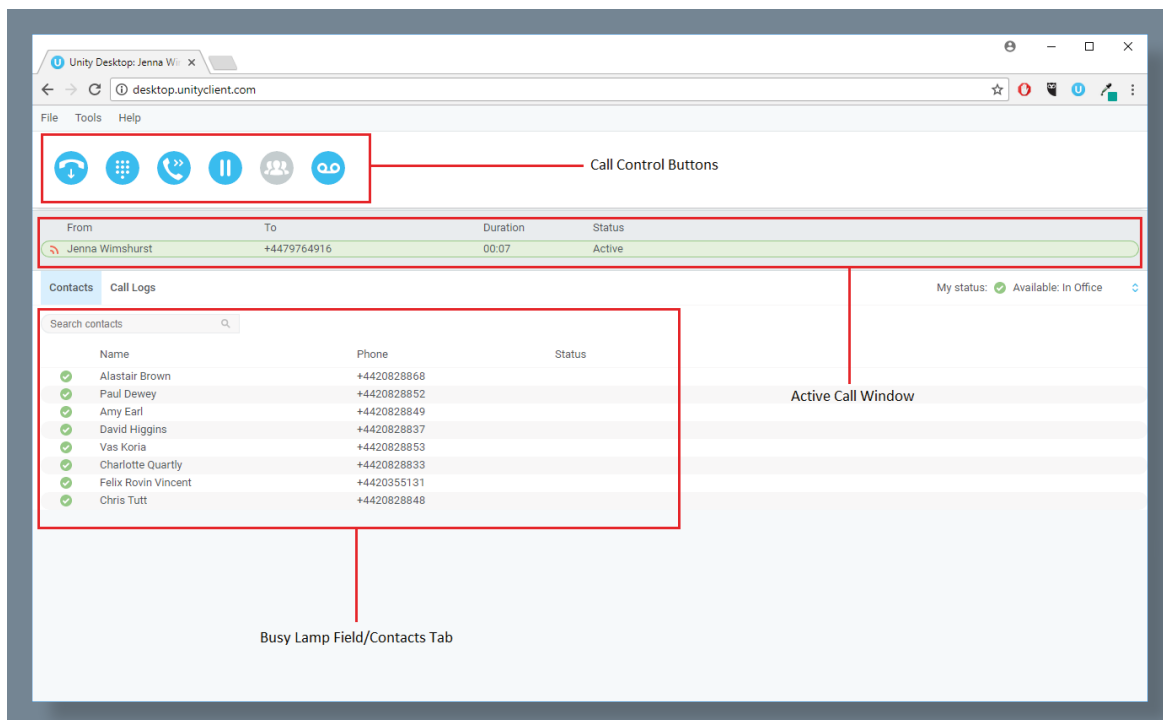 Unity Desktop: Jenna Wi
desktop.unityclient.com
File Tools Help
Call Control Buttons
From To Duration Status
Jenna Wimshurst +4479764916 00:07 Active
Contacts Call Logs My status: Available: In Office
Search contacts
Name Phone Status
Alastair Brown +4420828868
Paul Dewey +4420828852
Amy Earl +4420828849
David Higgins +4420828837
Vas Koria +4420828853
Charlotte Quartly +4420828833
Felix Rovin Vincent +4420355131
Chris Tutt +4420828848
Active Call Window
Busy Lamp Field/Contacts Tab